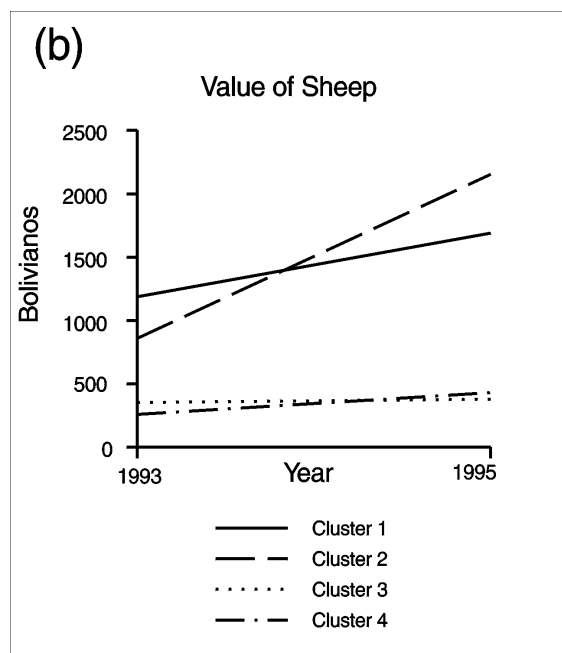 (b)
Value of Sheep
2500
2000
1500
1000
500
0
Bolivianos
1993
Year
1995
Cluster 1
Cluster 2
Cluster 3
Cluster 4